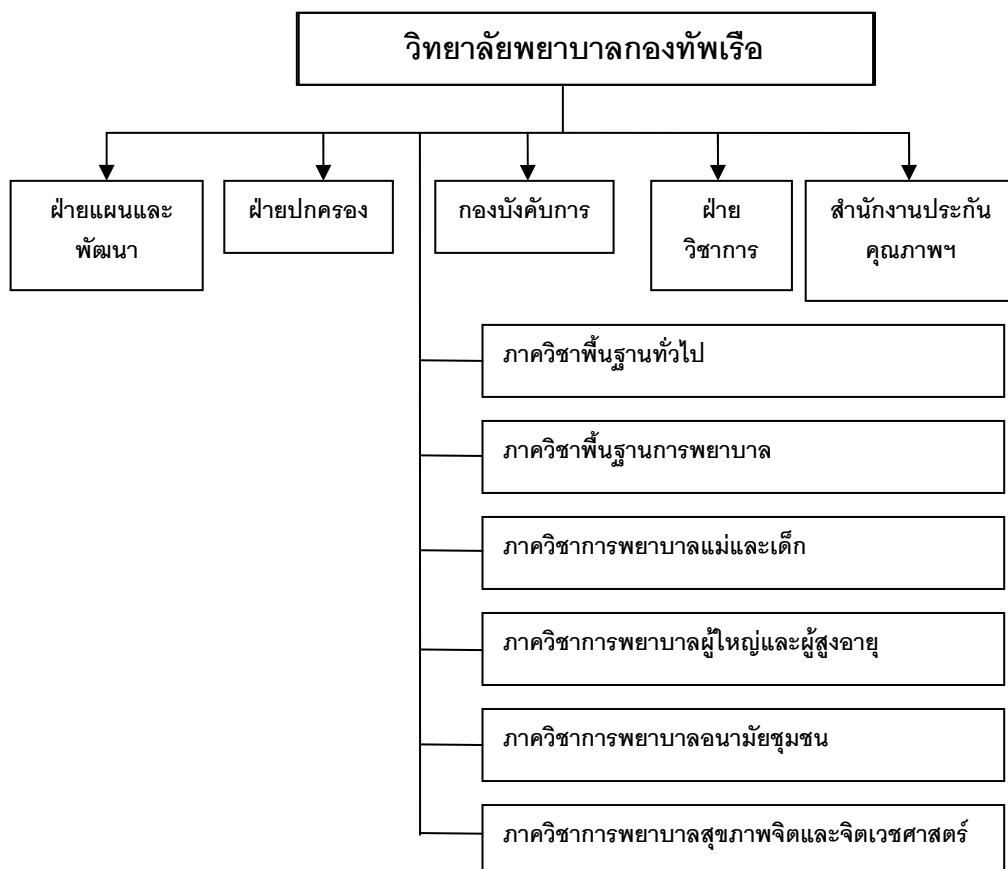 วิทยาลัยพยาบาลกองทัพเรือ
ฝ่ายแผนและ
พัฒนา
ฝ่ายปกครอง
กองบังคับการ
ฝ่าย
วิชาการ
สำนักงานประกัน
คุณภาพฯ
ภาควิชาพื้นฐานทั่วไป
ภาควิชาพื้นฐานการพยาบาล
ภาควิชาการพยาบาลแม่และเด็ก
ภาควิชาการพยาบาลผู้ใหญ่และผู้สูงอายุ
ภาควิชาการพยาบาลอนามัยชุมชน
ภาควิชาการพยาบาลสุขภาพจิตและจิตเวชศาสตร์